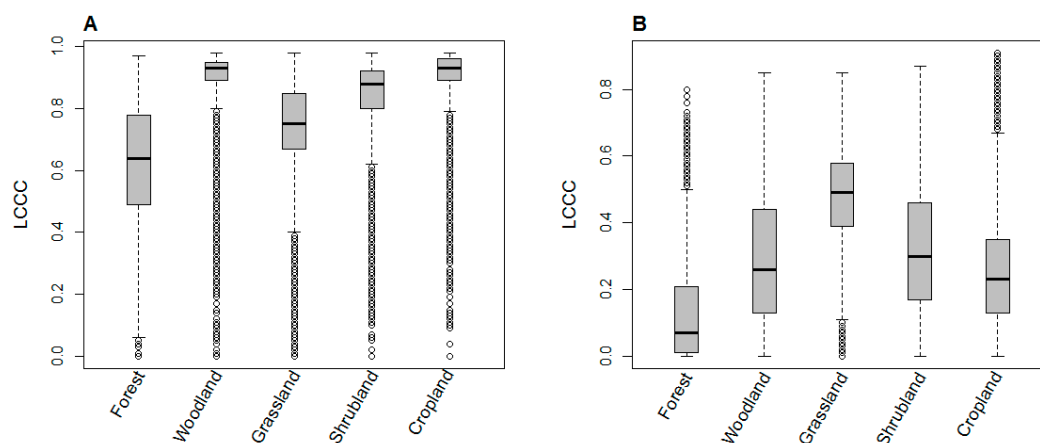 A
LCCC
1.0
0.8
0.6
0.4
0.2
0.0
Forest
Woodland
Grassland
Shrubland
Cropland
B
LCCC
0.8
0.6
0.4
0.2
0.0
Forest
Woodland
Grassland
Shrubland
Cropland